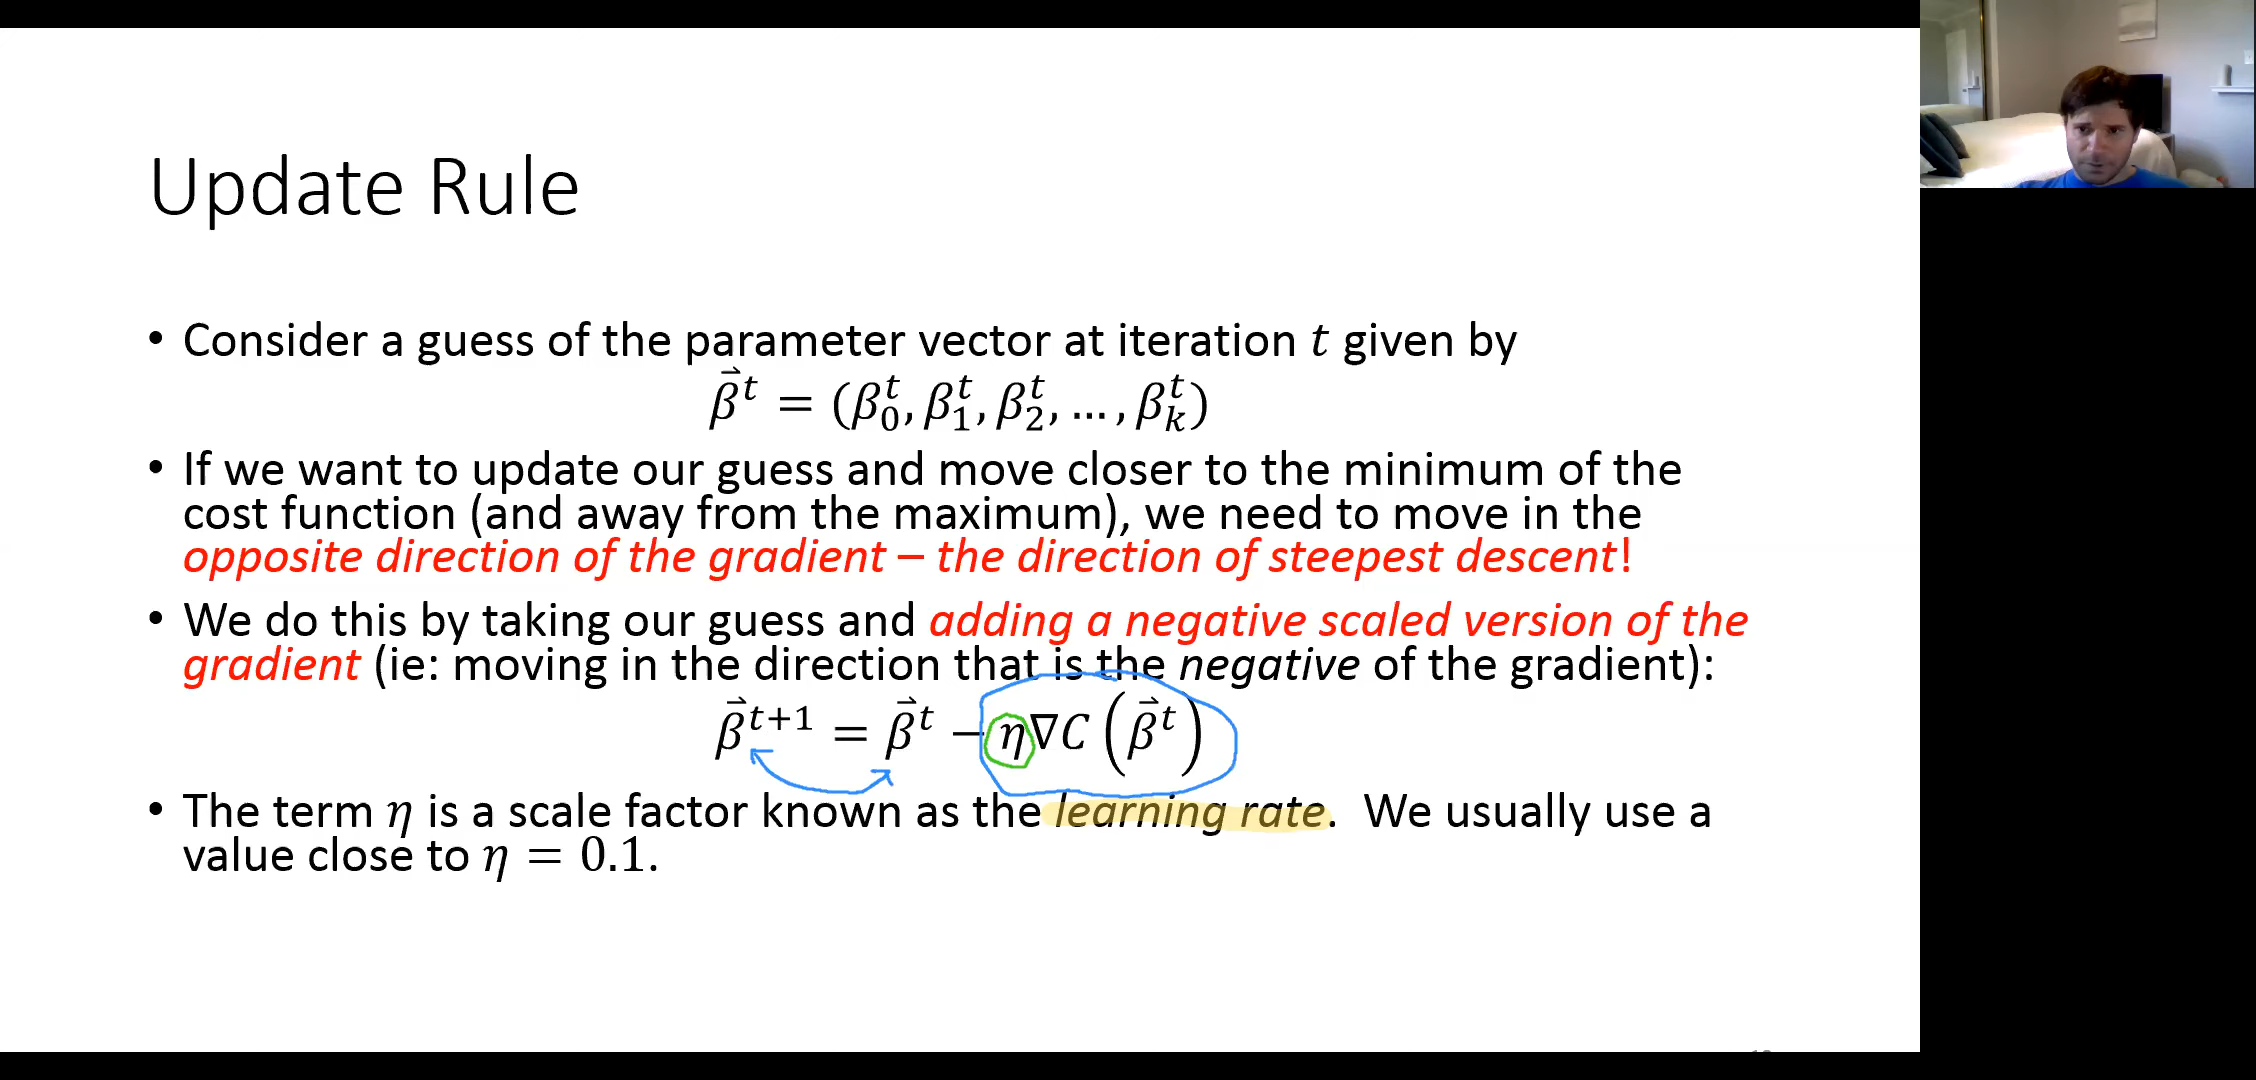 Update Rule
• Consider a guess of the parameter vector at iteration t given by
β⃗^t = (β_0^t, β_1^t, β_2^t, … , β_k^t)
• If we want to update our guess and move closer to the minimum of the
cost function (and away from the maximum), we need to move in the
opposite direction of the gradient – the direction of steepest descent!
• We do this by taking our guess and adding a negative scaled version of the
gradient (ie: moving in the direction that is the negative of the gradient):
β⃗^{t+1} = β⃗^t − η∇C(β⃗^t)
• The term η is a scale factor known as the learning rate. We usually use a
value close to η = 0.1.